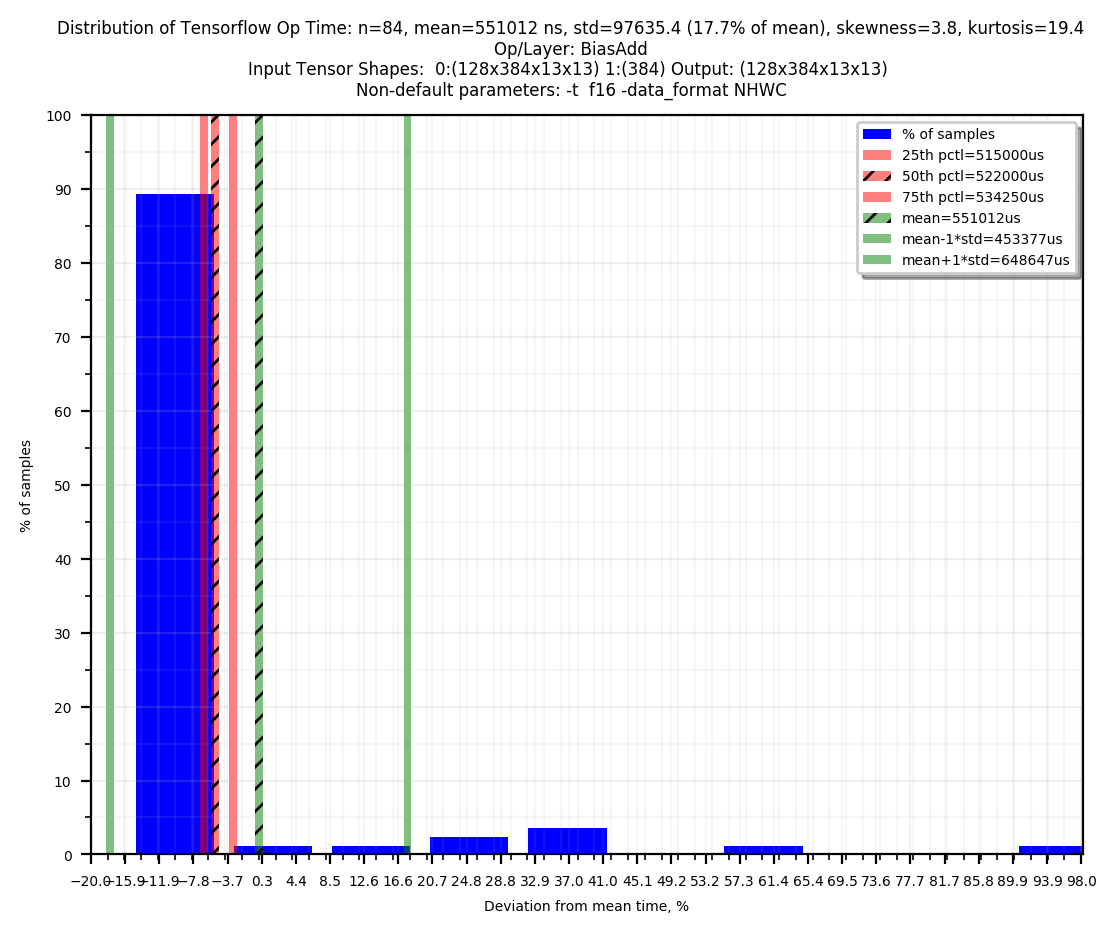 Distribution of Tensorflow Op Time: n=84, mean=551012 ns, std=97635.4 (17.7% of mean), skewness=3.8, kurtosis=19.4
Op/Layer: BiasAdd
Input Tensor Shapes:  0:(128x384x13x13) 1:(384) Output: (128x384x13x13)
Non-default parameters: -t  f16 -data_format NHWC
% of samples
25th pctl=515000us
50th pctl=522000us
75th pctl=534250us
mean=551012us
mean-1*std=453377us
mean+1*std=648647us
100
90
80
70
60
50
40
30
20
10
0
% of samples
−20.0 −15.9 −11.9 −7.8 −3.7 0.3 4.4 8.5 12.6 16.6 20.7 24.8 28.8 32.9 37.0 41.0 45.1 49.2 53.2 57.3 61.4 65.4 69.5 73.6 77.7 81.7 85.8 89.9 93.9 98.0
Deviation from mean time, %